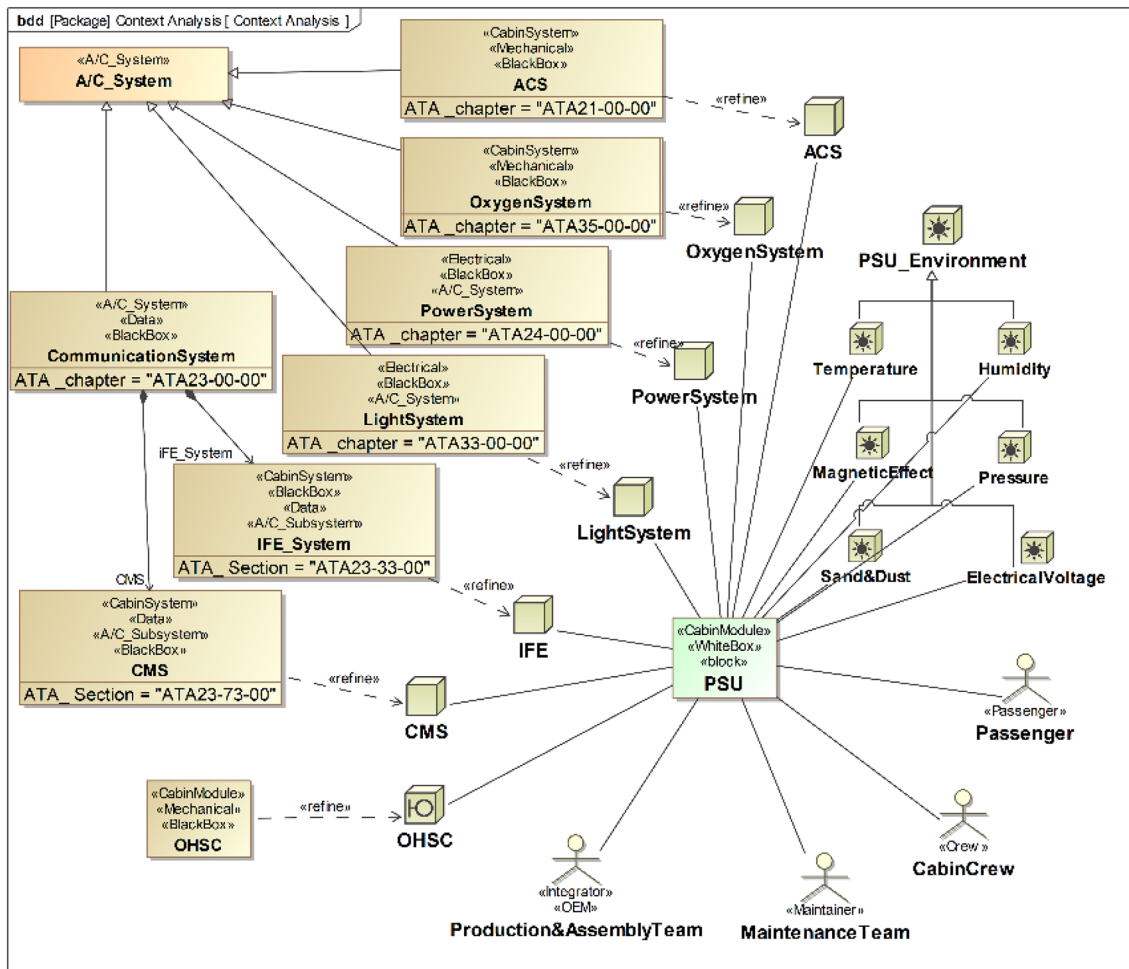 bdd [Package] Context Analysis [ Context Analysis ]
«A/C_System»
A/C_System
«CabinSystem»
«Mechanical»
«BlackBox»
ACS
ATA _chapter = "ATA21-00-00"
«refine»
ACS
«CabinSystem»
«Mechanical»
«BlackBox»
OxygenSystem
ATA _chapter = "ATA35-00-00"
«refine»
OxygenSystem
PSU_Environment
«Electrical»
«BlackBox»
«A/C_System»
PowerSystem
ATA _chapter = "ATA24-00-00"
«refine»
PowerSystem
Temperature
Humidity
«A/C_System»
«Data»
«BlackBox»
CommunicationSystem
ATA _chapter = "ATA23-00-00"
«Electrical»
«BlackBox»
«A/C_System»
LightSystem
ATA _chapter = "ATA33-00-00"
«refine»
LightSystem
MagneticEffect
Pressure
iFE_System
«CabinSystem»
«BlackBox»
«Data»
«A/C_Subsystem»
IFE_System
ATA_ Section = "ATA23-33-00"
«refine»
IFE
Sand&Dust
ElectricalVoltage
CMS
«CabinSystem»
«Data»
«A/C_Subsystem»
«BlackBox»
CMS
ATA_ Section = "ATA23-73-00"
«refine»
CMS
«CabinModule»
«WhiteBox»
«block»
PSU
«Passenger»
Passenger
«CabinModule»
«Mechanical»
«BlackBox»
OHSC
«refine»
OHSC
«Crew »
CabinCrew
«Integrator»
«OEM»
Production&AssemblyTeam
«Maintainer»
MaintenanceTeam